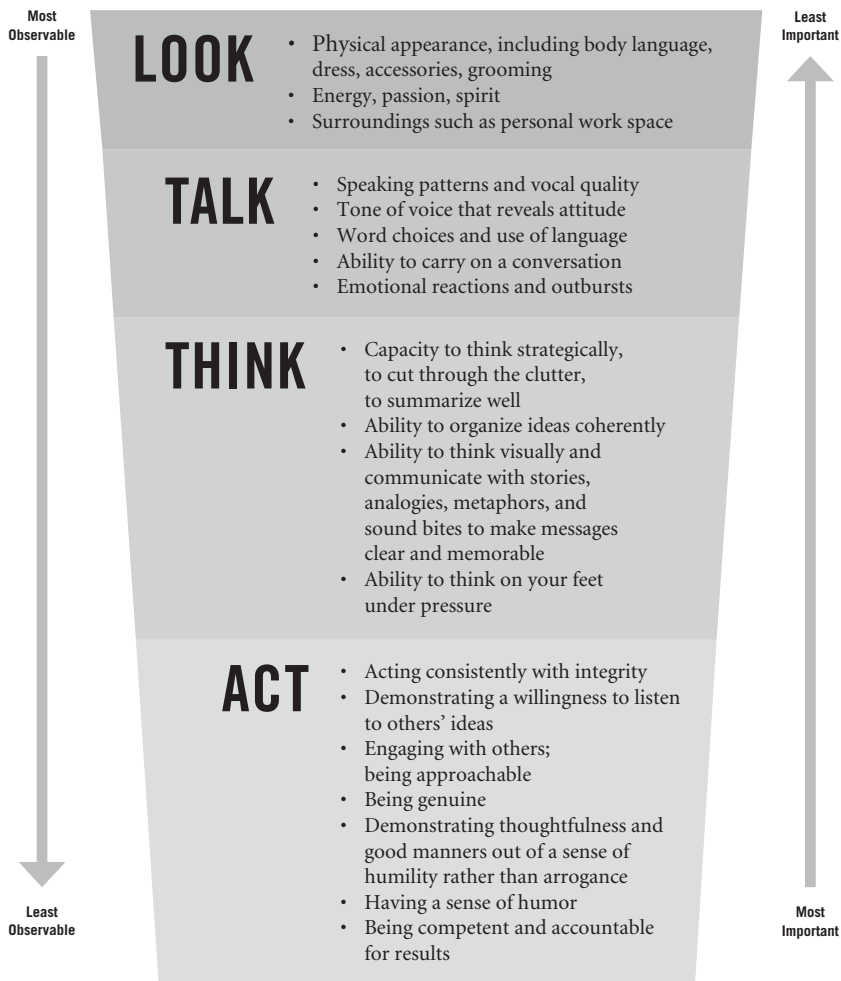 Most
Observable
Least
Important
LOOK
• Physical appearance, including body language,
dress, accessories, grooming
• Energy, passion, spirit
• Surroundings such as personal work space
TALK
• Speaking patterns and vocal quality
• Tone of voice that reveals attitude
• Word choices and use of language
• Ability to carry on a conversation
• Emotional reactions and outbursts
THINK
• Capacity to think strategically,
to cut through the clutter,
to summarize well
• Ability to organize ideas coherently
• Ability to think visually and
communicate with stories,
analogies, metaphors, and
sound bites to make messages
clear and memorable
• Ability to think on your feet
under pressure
ACT
• Acting consistently with integrity
• Demonstrating a willingness to listen
to others’ ideas
• Engaging with others;
being approachable
• Being genuine
• Demonstrating thoughtfulness and
good manners out of a sense of
humility rather than arrogance
• Having a sense of humor
• Being competent and accountable
for results
Least
Observable
Most
Important